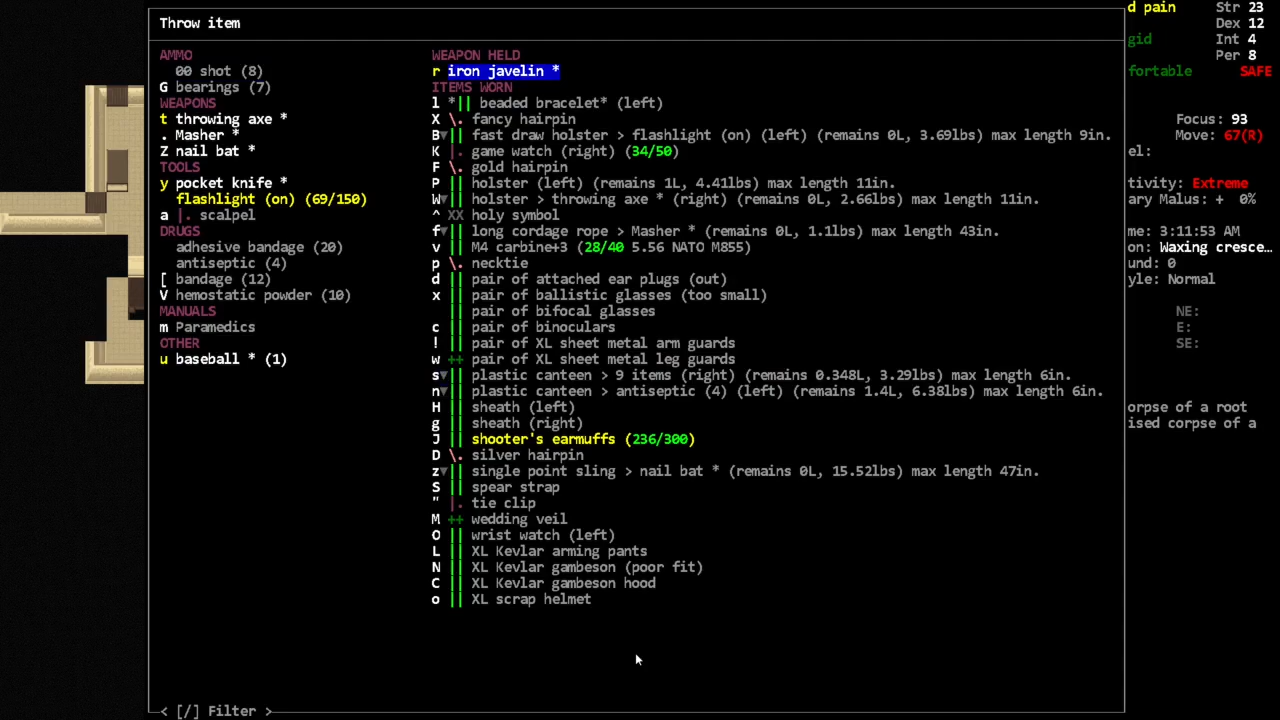 Throw item
AMMO
00 shot (8)
G bearings (7)
WEAPONS
t throwing axe *
. Masher *
Z nail bat *
TOOLS
y pocket knife *
flashlight (on) (69/150)
a |. scalpel
DRUGS
adhesive bandage (20)
antiseptic (4)
[ bandage (12)
V hemostatic powder (10)
MANUALS
m Paramedics
OTHER
u baseball * (1)
WEAPON HELD
r iron javelin *
ITEMS WORN
l *|| beaded bracelet* (left)
X \. fancy hairpin
B▾|| fast draw holster > flashlight (on) (left) (remains 0L, 3.69lbs) max length 9in.
K |. game watch (right) (34/50)
F \. gold hairpin
P || holster (left) (remains 1L, 4.41lbs) max length 11in.
W▾|| holster > throwing axe * (right) (remains 0L, 2.66lbs) max length 11in.
^ XX holy symbol
f▾|| long cordage rope > Masher * (remains 0L, 1.1lbs) max length 43in.
v || M4 carbine+3 (28/40 5.56 NATO M855)
p \. necktie
d || pair of attached ear plugs (out)
x || pair of ballistic glasses (too small)
|| pair of bifocal glasses
c || pair of binoculars
! || pair of XL sheet metal arm guards
w ++ pair of XL sheet metal leg guards
s▾|| plastic canteen > 9 items (right) (remains 0.348L, 3.29lbs) max length 6in.
n▾|| plastic canteen > antiseptic (4) (left) (remains 1.4L, 6.38lbs) max length 6in.
H || sheath (left)
g || sheath (right)
J || shooter's earmuffs (236/300)
D \. silver hairpin
z▾|| single point sling > nail bat * (remains 0L, 15.52lbs) max length 47in.
S || spear strap
" |. tie clip
M ++ wedding veil
O || wrist watch (left)
L || XL Kevlar arming pants
N || XL Kevlar gambeson (poor fit)
C || XL Kevlar gambeson hood
o || XL scrap helmet
< [/] Filter >
d pain Str 23
Dex 12
gid Int 4
Per 8
fortable SAFE
Focus: 93
Move: 67(R)
el:
tivity: Extreme
ary Malus: + 0%
me: 3:11:53 AM
on: Waxing cresce…
und: 0
yle: Normal
NE:
E:
SE:
orpse of a root
ised corpse of a